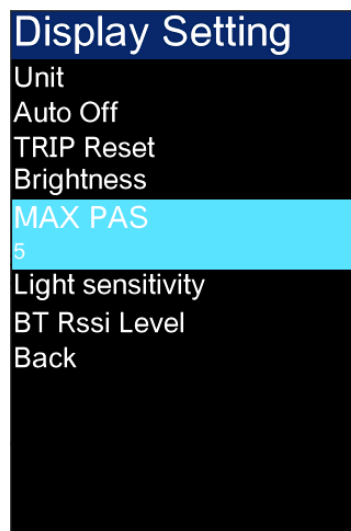 Display Setting
Unit
Auto Off
TRIP Reset
Brightness
MAX PAS
5
Light sensitivity
BT Rssi Level
Back